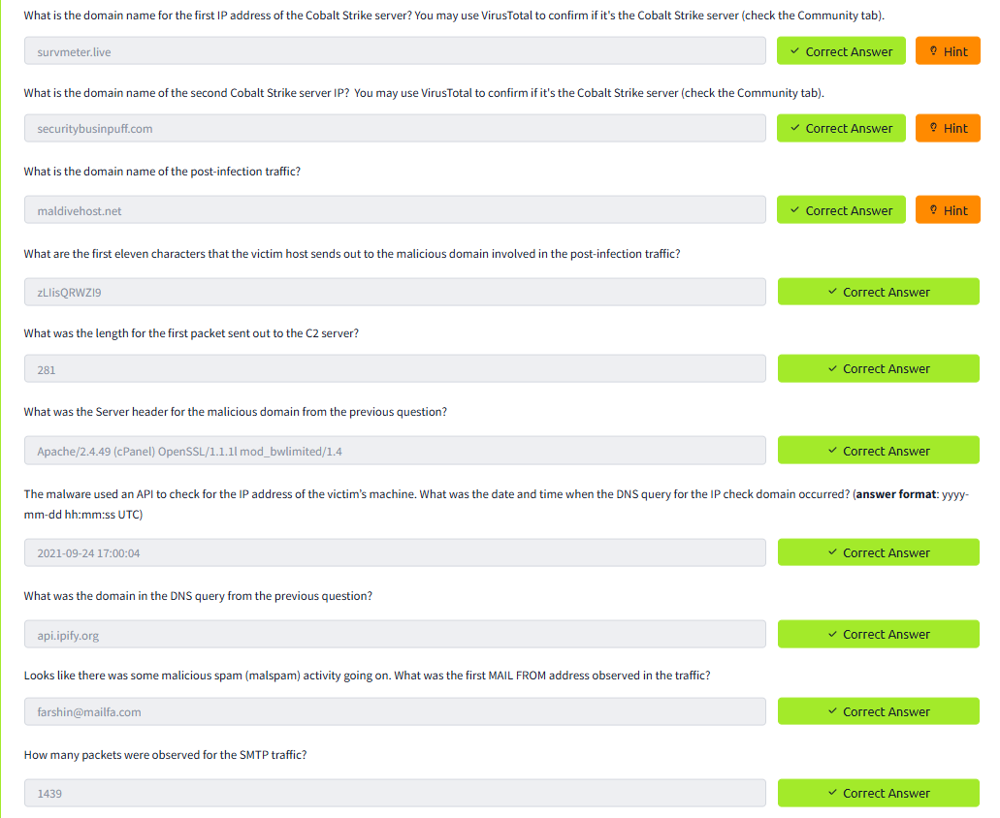 What is the domain name for the first IP address of the Cobalt Strike server? You may use VirusTotal to confirm if it's the Cobalt Strike server (check the Community tab).
survmeter.live
Correct Answer
Hint
What is the domain name of the second Cobalt Strike server IP?  You may use VirusTotal to confirm if it's the Cobalt Strike server (check the Community tab).
securitybusinpuff.com
Correct Answer
Hint
What is the domain name of the post-infection traffic?
maldivehost.net
Correct Answer
Hint
What are the first eleven characters that the victim host sends out to the malicious domain involved in the post-infection traffic?
zLIisQRWZI9
Correct Answer
What was the length for the first packet sent out to the C2 server?
281
Correct Answer
What was the Server header for the malicious domain from the previous question?
Apache/2.4.49 (cPanel) OpenSSL/1.1.1l mod_bwlimited/1.4
Correct Answer
The malware used an API to check for the IP address of the victim’s machine. What was the date and time when the DNS query for the IP check domain occurred? (answer format: yyyy-
mm-dd hh:mm:ss UTC)
2021-09-24 17:00:04
Correct Answer
What was the domain in the DNS query from the previous question?
api.ipify.org
Correct Answer
Looks like there was some malicious spam (malspam) activity going on. What was the first MAIL FROM address observed in the traffic?
farshin@mailfa.com
Correct Answer
How many packets were observed for the SMTP traffic?
1439
Correct Answer